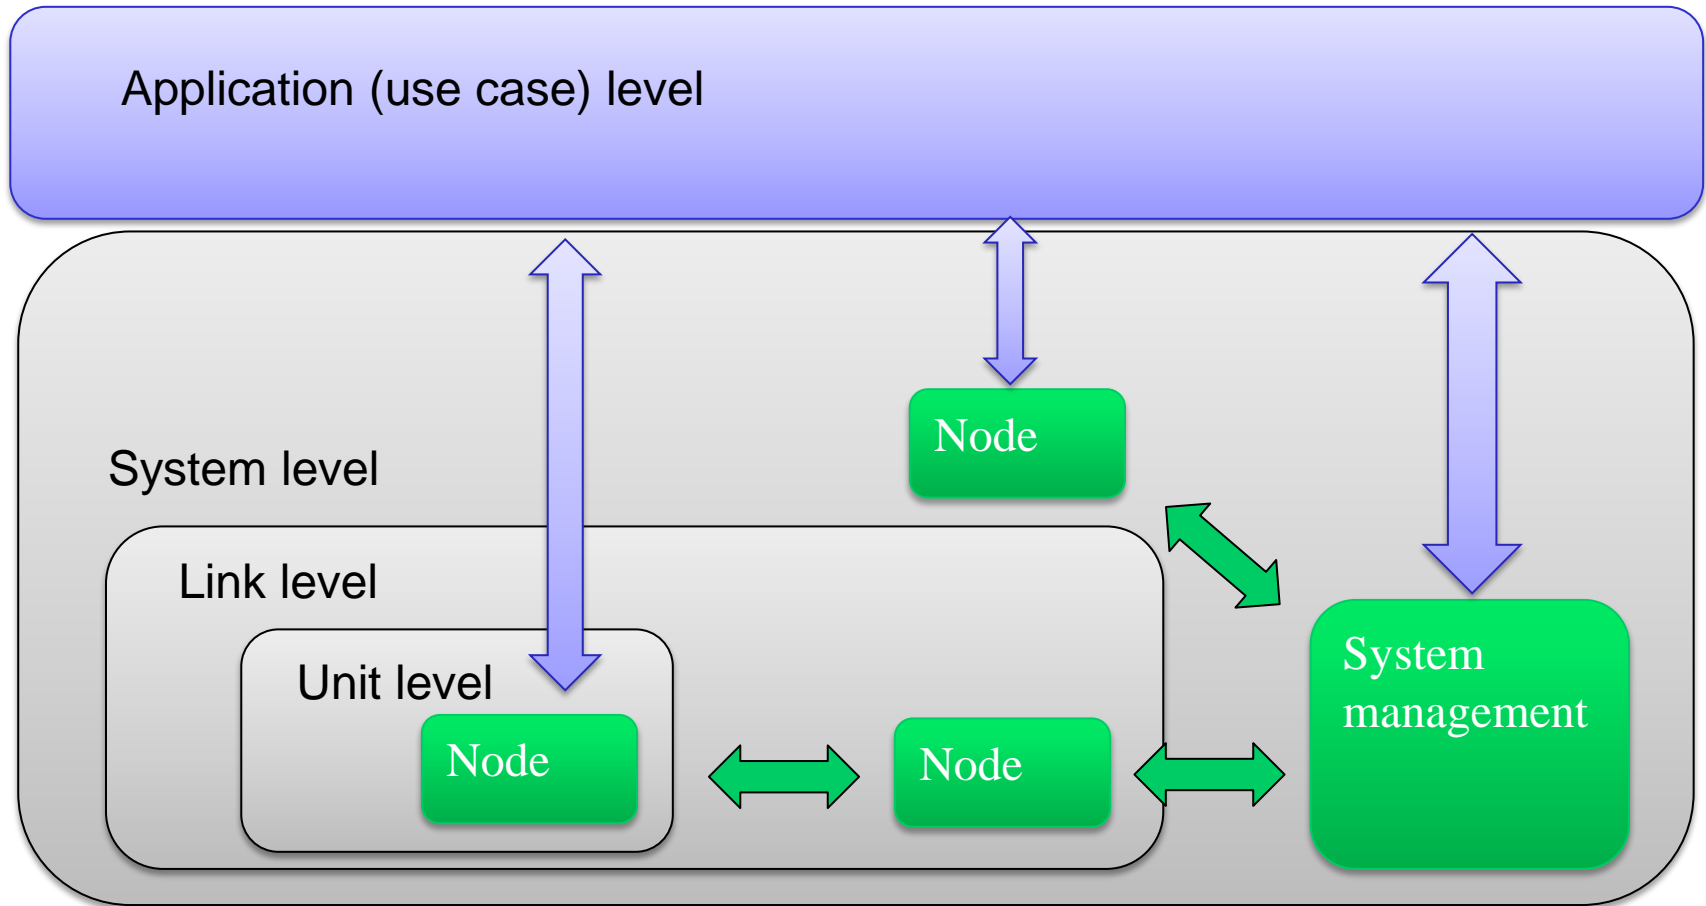 Application (use case) level
Node
System level
Link level
System
management
Unit level
Node
Node